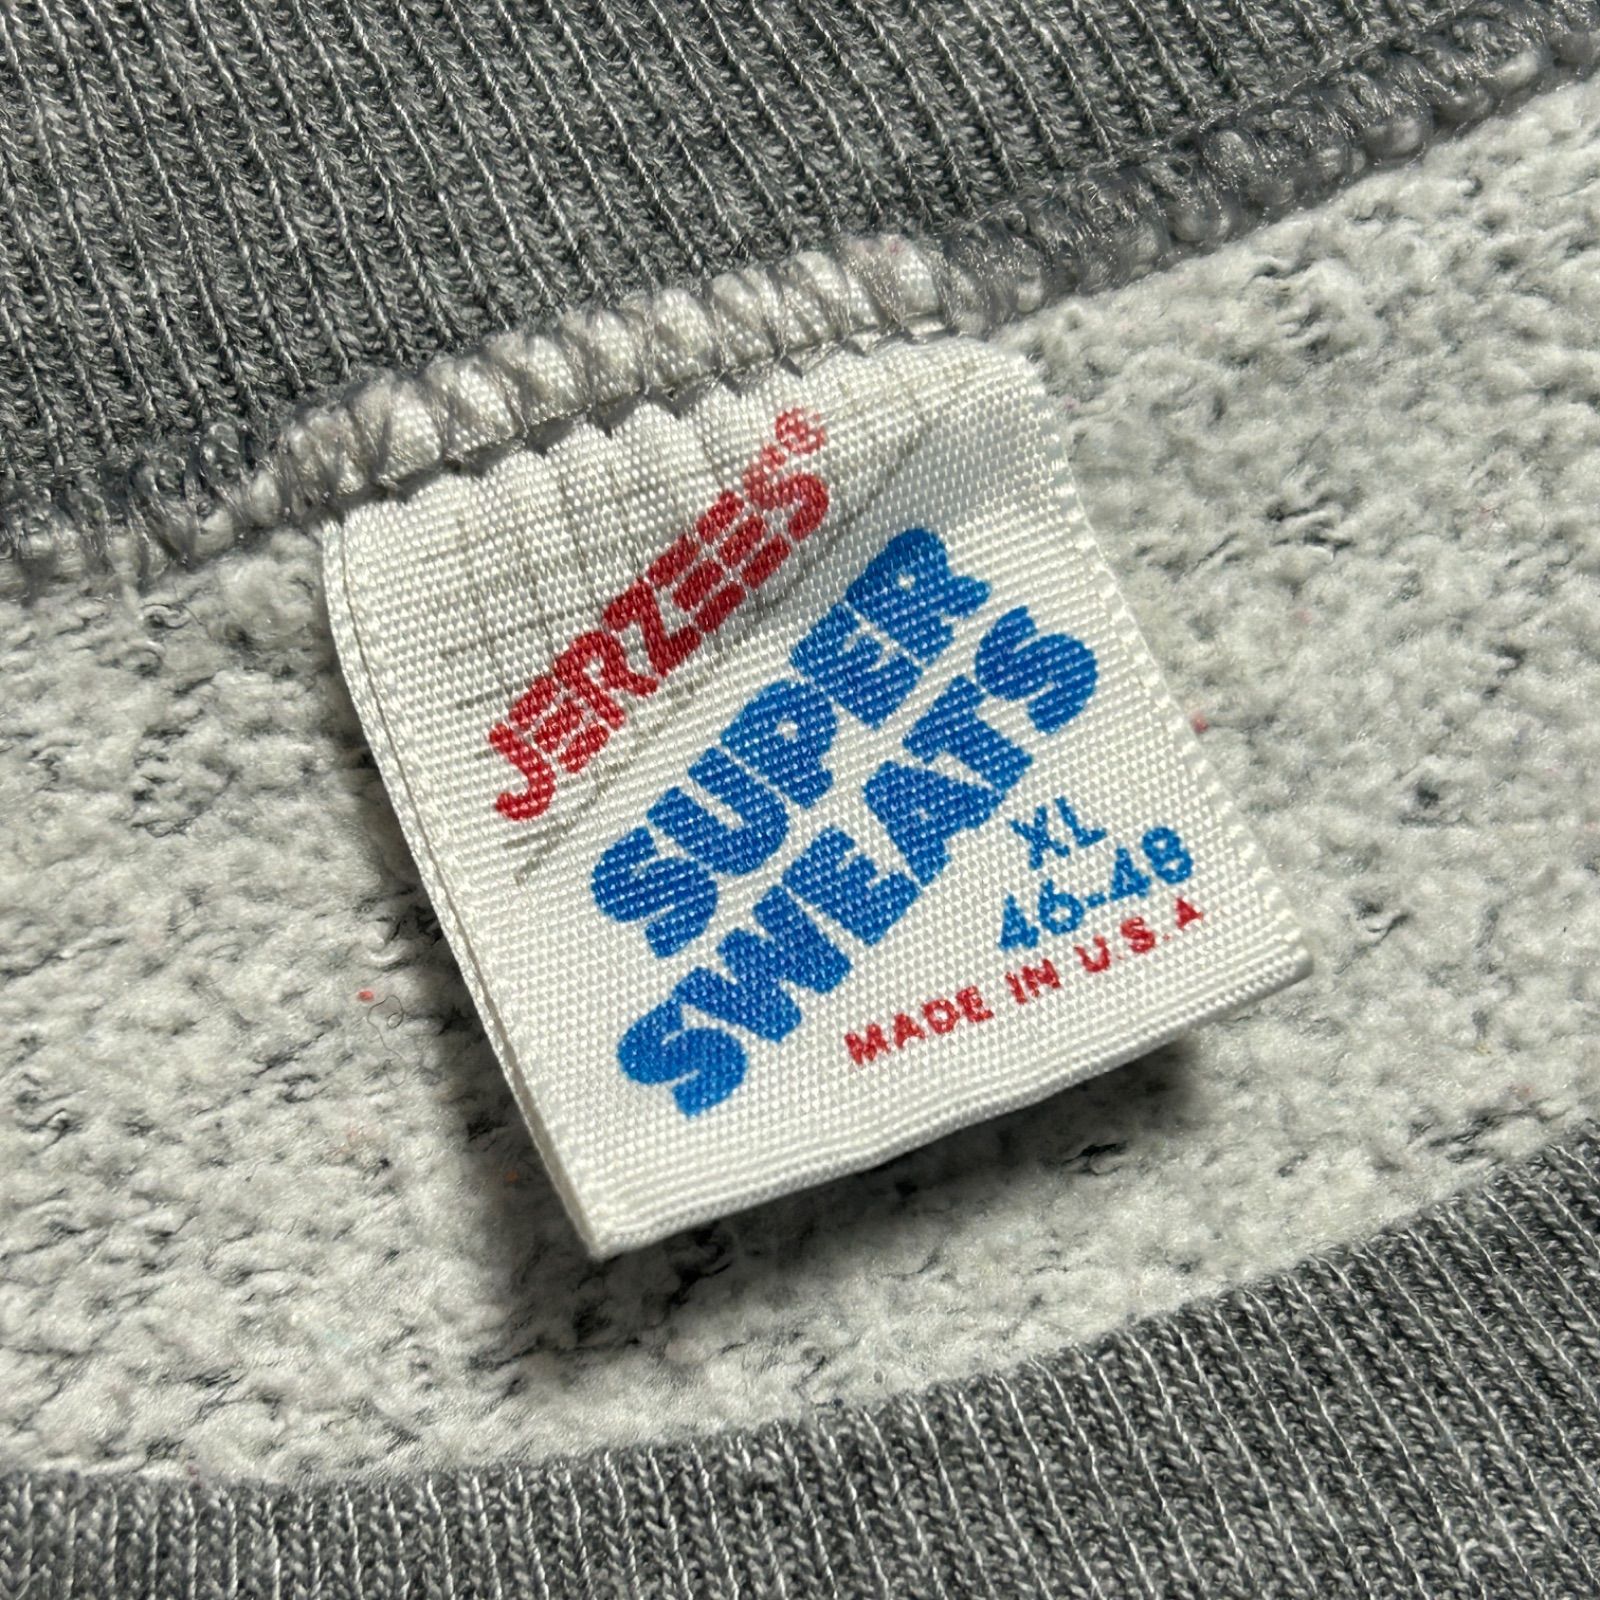 JERZEES®
SUPER
SWEATS
XL
46-48
MADE IN U.S.A